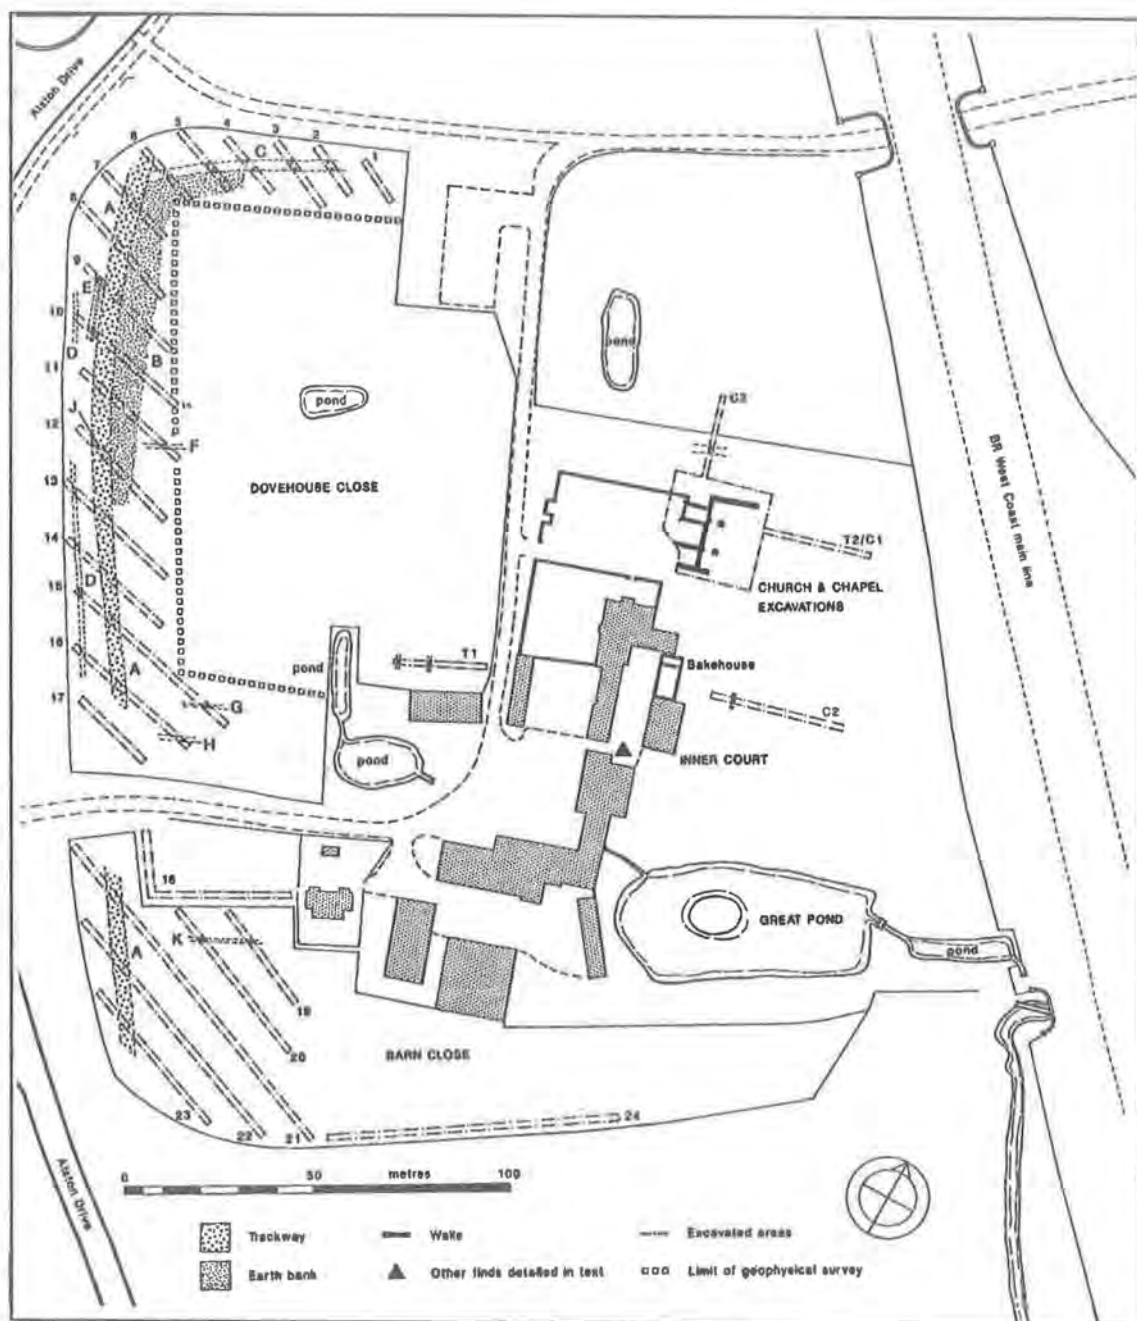 Alston Drive
5
4
3
2
1
6
7
8
9
10
11
12
13
14
15
16
17
A
B
C
D
E
F
G
H
J
D
A
pond
DOVEHOUSE CLOSE
pond
C3
T2/C1
CHURCH & CHAPEL
EXCAVATIONS
BR West Coast main line
T1
pond
pond
Bakehouse
C2
INNER COURT
GREAT POND
pond
18
K
A
19
20
21
22
23
24
BARN CLOSE
Alston Drive
0 50 metres 100
Trackway
Walls
Excavated areas
Earth bank
Other finds detailed in text
Limit of geophysical survey